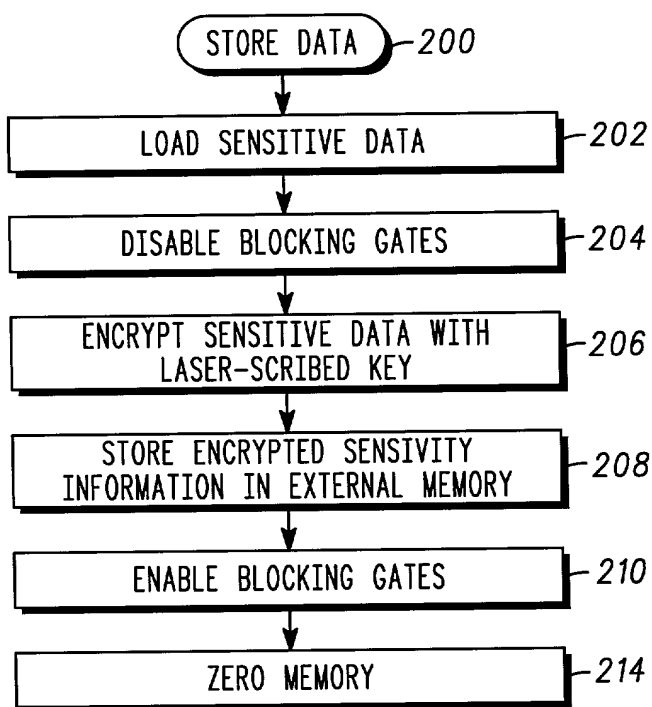 STORE DATA 200
LOAD SENSITIVE DATA 202
DISABLE BLOCKING GATES 204
ENCRYPT SENSITIVE DATA WITH
LASER-SCRIBED KEY 206
STORE ENCRYPTED SENSIVITY
INFORMATION IN EXTERNAL MEMORY 208
ENABLE BLOCKING GATES 210
ZERO MEMORY 214